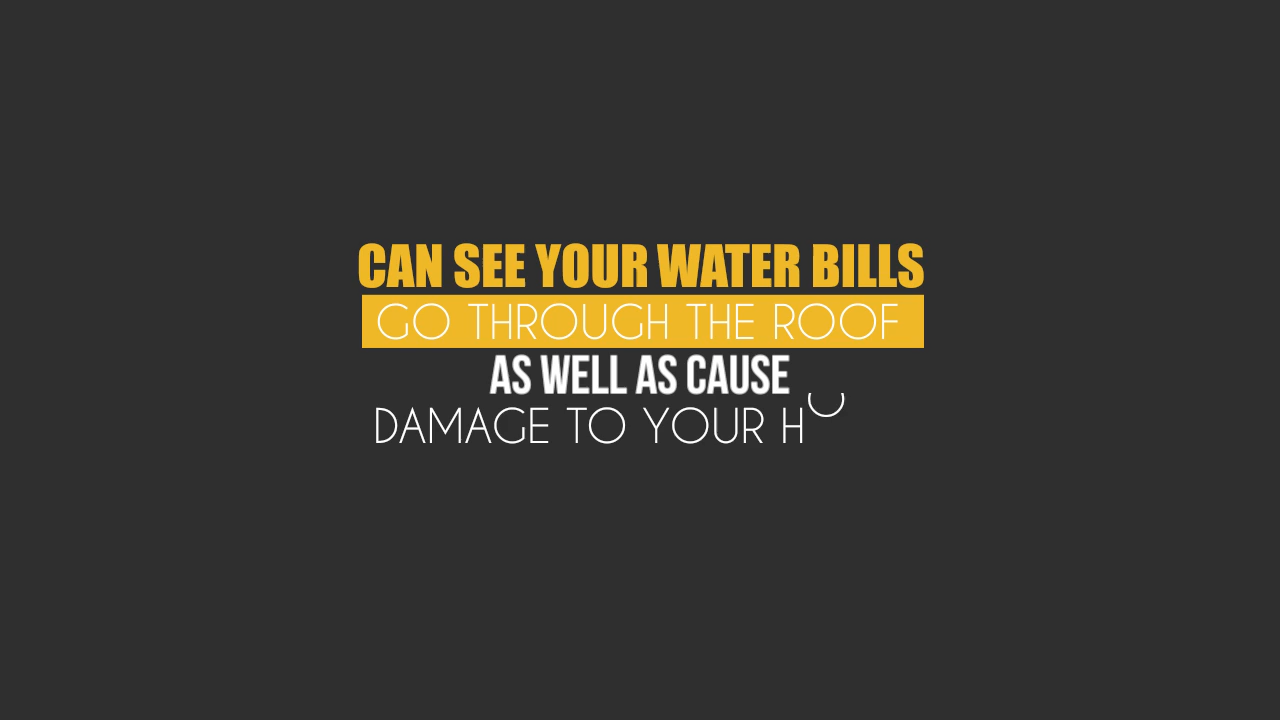 CAN SEE YOUR WATER BILLS
GO THROUGH THE ROOF
AS WELL AS CAUSE
DAMAGE TO YOUR H